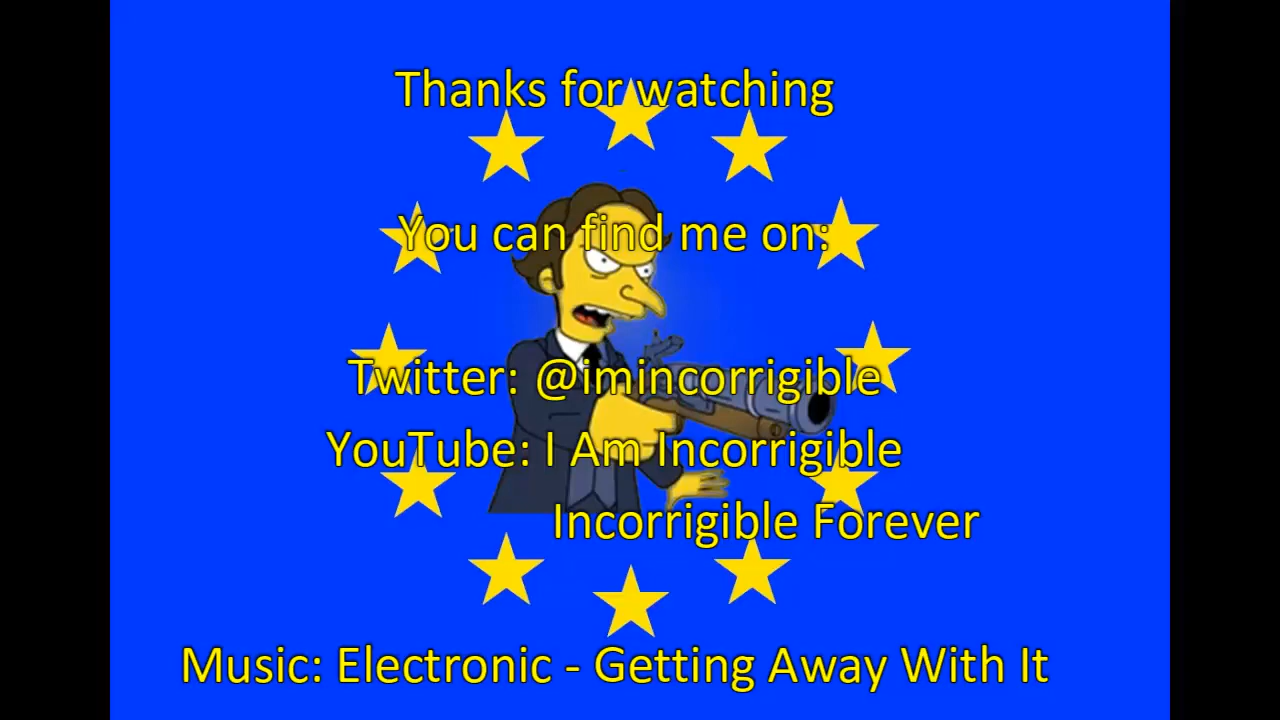 Thanks for watching
You can find me on:
Twitter: @imincorrigible
YouTube: I Am Incorrigible
Incorrigible Forever
Music: Electronic - Getting Away With It